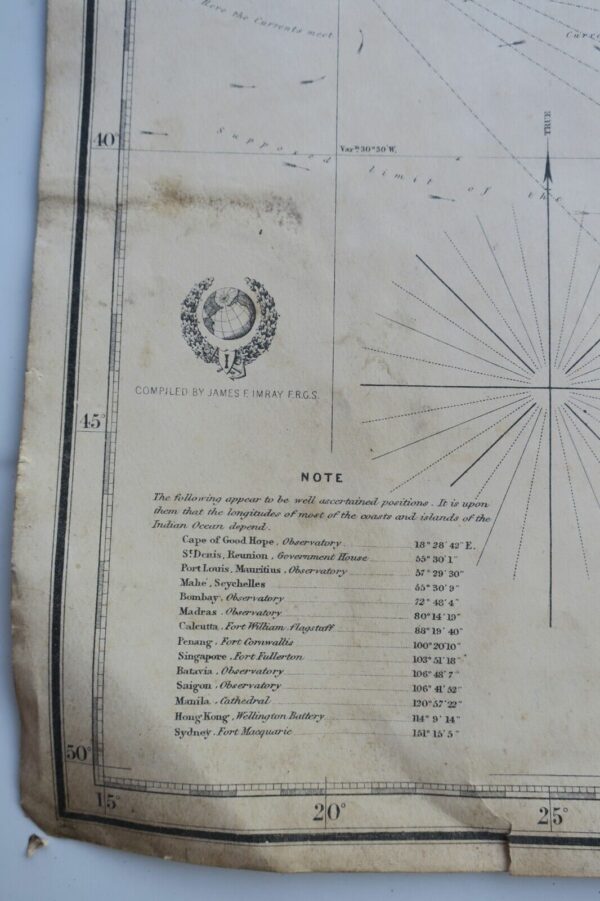 Here the Currents meet
Curr
TRUE
40°
Var.n 30° 30' W.
Supposed limit of the
COMPILED BY JAMES F. IMRAY F.R.G.S.
45°
NOTE
The following appear to be well ascertained positions. It is upon
them that the longitudes of most of the coasts and islands of the
Indian Ocean depend.
Cape of Good Hope, Observatory 18° 28' 42" E.
St Denis, Reunion, Government House 55° 30' 1"
Port Louis, Mauritius, Observatory 57° 29' 30"
Mahé, Seychelles 55° 30' 9"
Bombay, Observatory 72° 48' 4"
Madras, Observatory 80° 14' 19"
Calcutta, Fort William flagstaff 88° 19' 40"
Penang, Fort Cornwallis 100° 20' 10"
Singapore, Fort Fullerton 103° 51' 18"
Batavia, Observatory 106° 48' 7"
Saigon, Observatory 106° 41' 52"
Manila, Cathedral 120° 57' 22"
Hong Kong, Wellington Battery 114° 9' 14"
Sydney, Fort Macquarie 151° 15' 5"
50°
15° 20° 25°